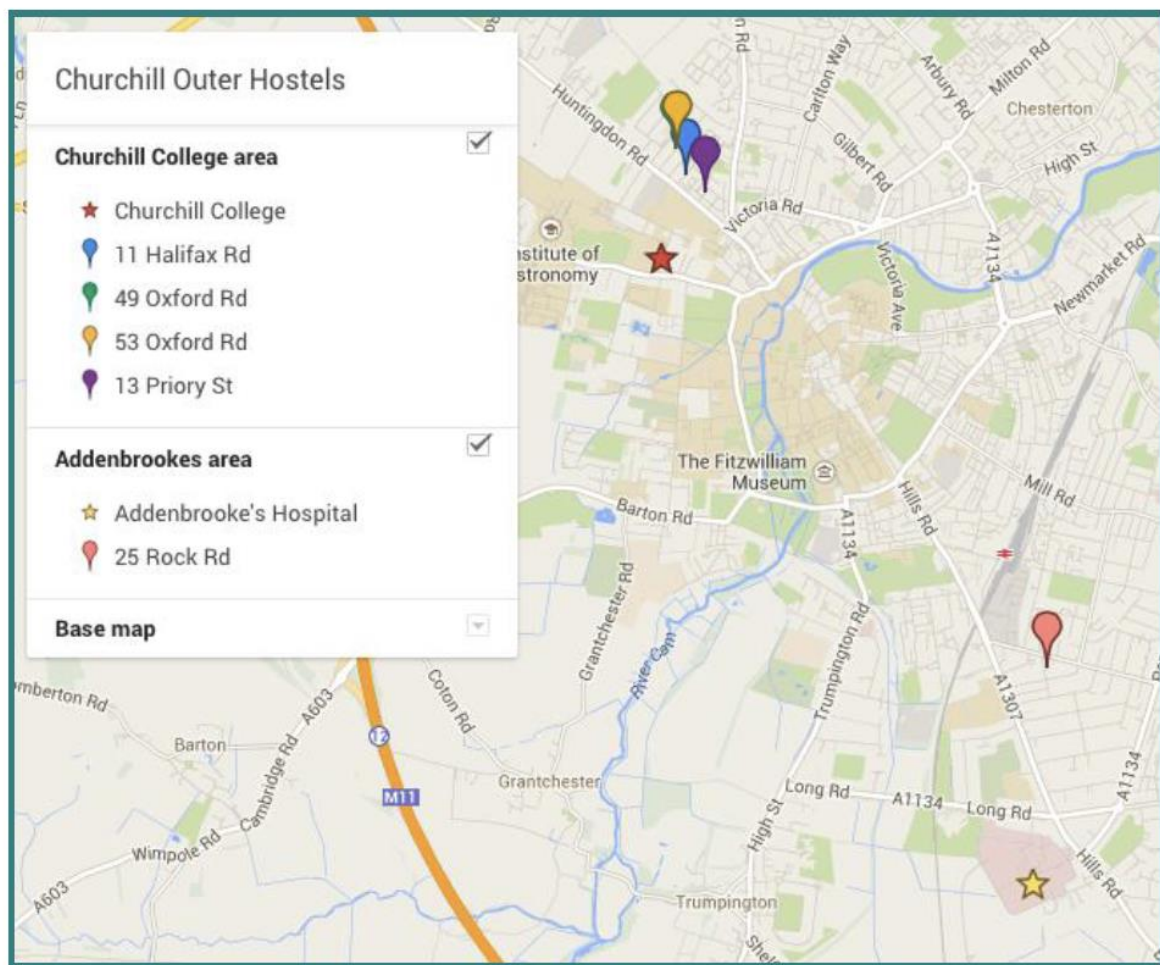 Churchill Outer Hostels
Churchill College area
Churchill College
11 Halifax Rd
49 Oxford Rd
53 Oxford Rd
13 Priory St
Addenbrookes area
Addenbrooke's Hospital
25 Rock Rd
Base map
Huntingdon Rd
n Rd
Carlton Way
Arbury Rd
Milton Rd
Chesterton
High St
Gilbert Rd
Victoria Rd
nstitute of
stronomy
Victoria Ave
A1134
Newmarket Rd
The Fitzwilliam
Museum
Barton Rd
Hills Rd
A1134
Mill Rd
Grantchester Rd
River Cam
Trumpington Rd
A1307
omberton Rd
A603
Coton Rd
Barton
12
Cambridge Rd
M11
Grantchester
Long Rd
A1134
Long Rd
A1134
High St
Wimpole Rd
Hills Rd
A603
Trumpington